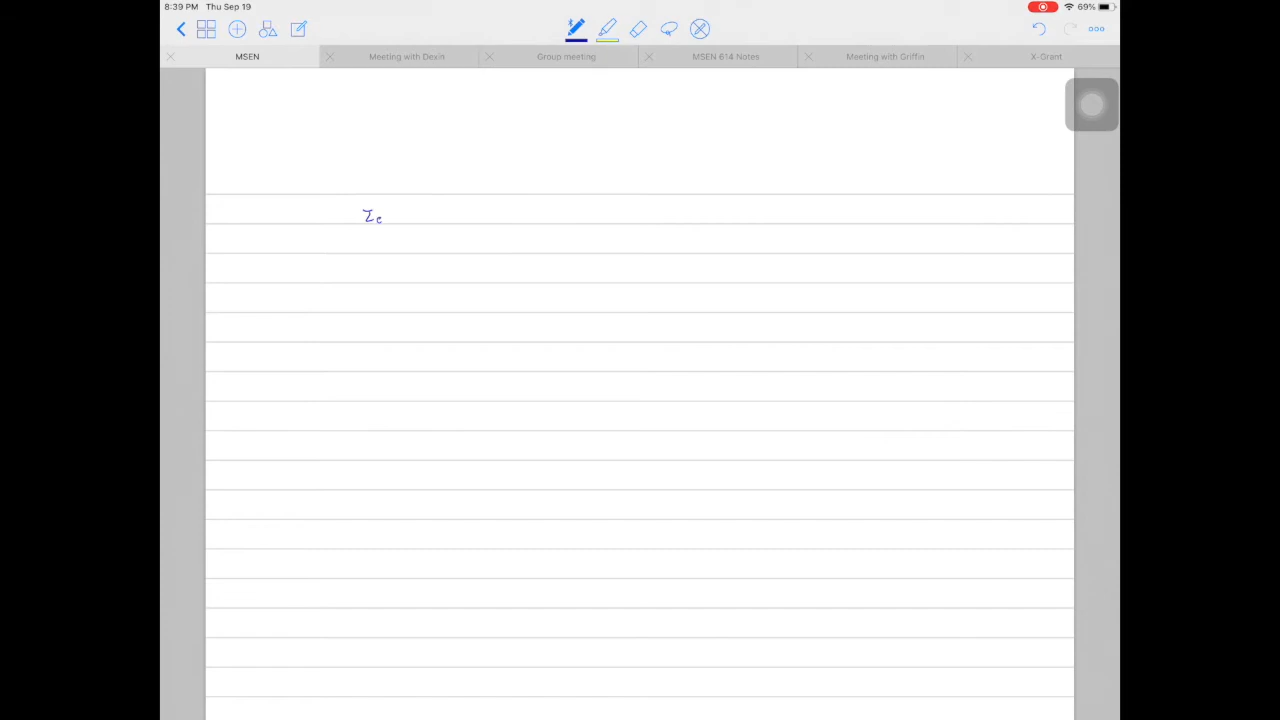 8:39 PM Thu Sep 19
69%
MSEN
Meeting with Dexin
Group meeting
MSEN 614 Notes
Meeting with Griffin
X-Grant